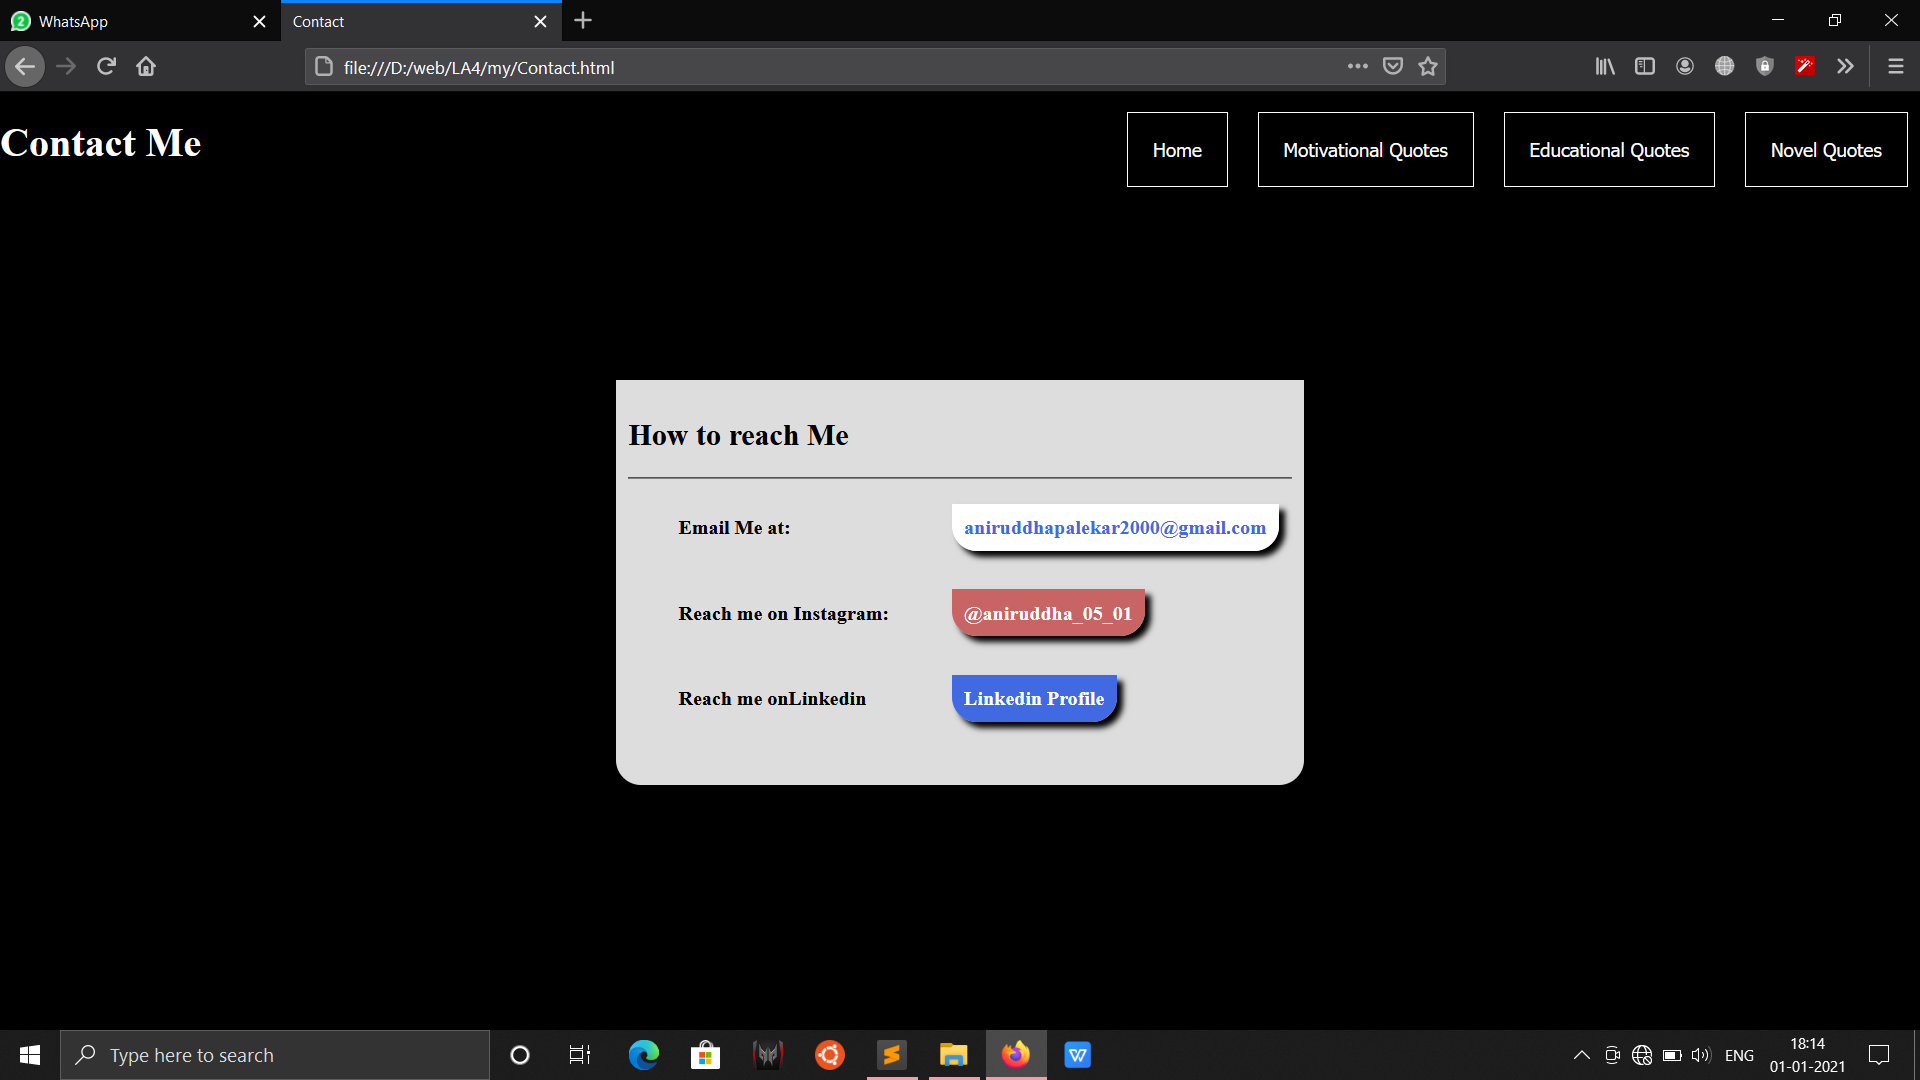 2 WhatsApp
Contact
file:///D:/web/LA4/my/Contact.html
Contact Me
Home
Motivational Quotes
Educational Quotes
Novel Quotes
How to reach Me
Email Me at:
aniruddhapalekar2000@gmail.com
Reach me on Instagram:
@aniruddha_05_01
Reach me onLinkedin
Linkedin Profile
Type here to search
ENG
18:14
01-01-2021